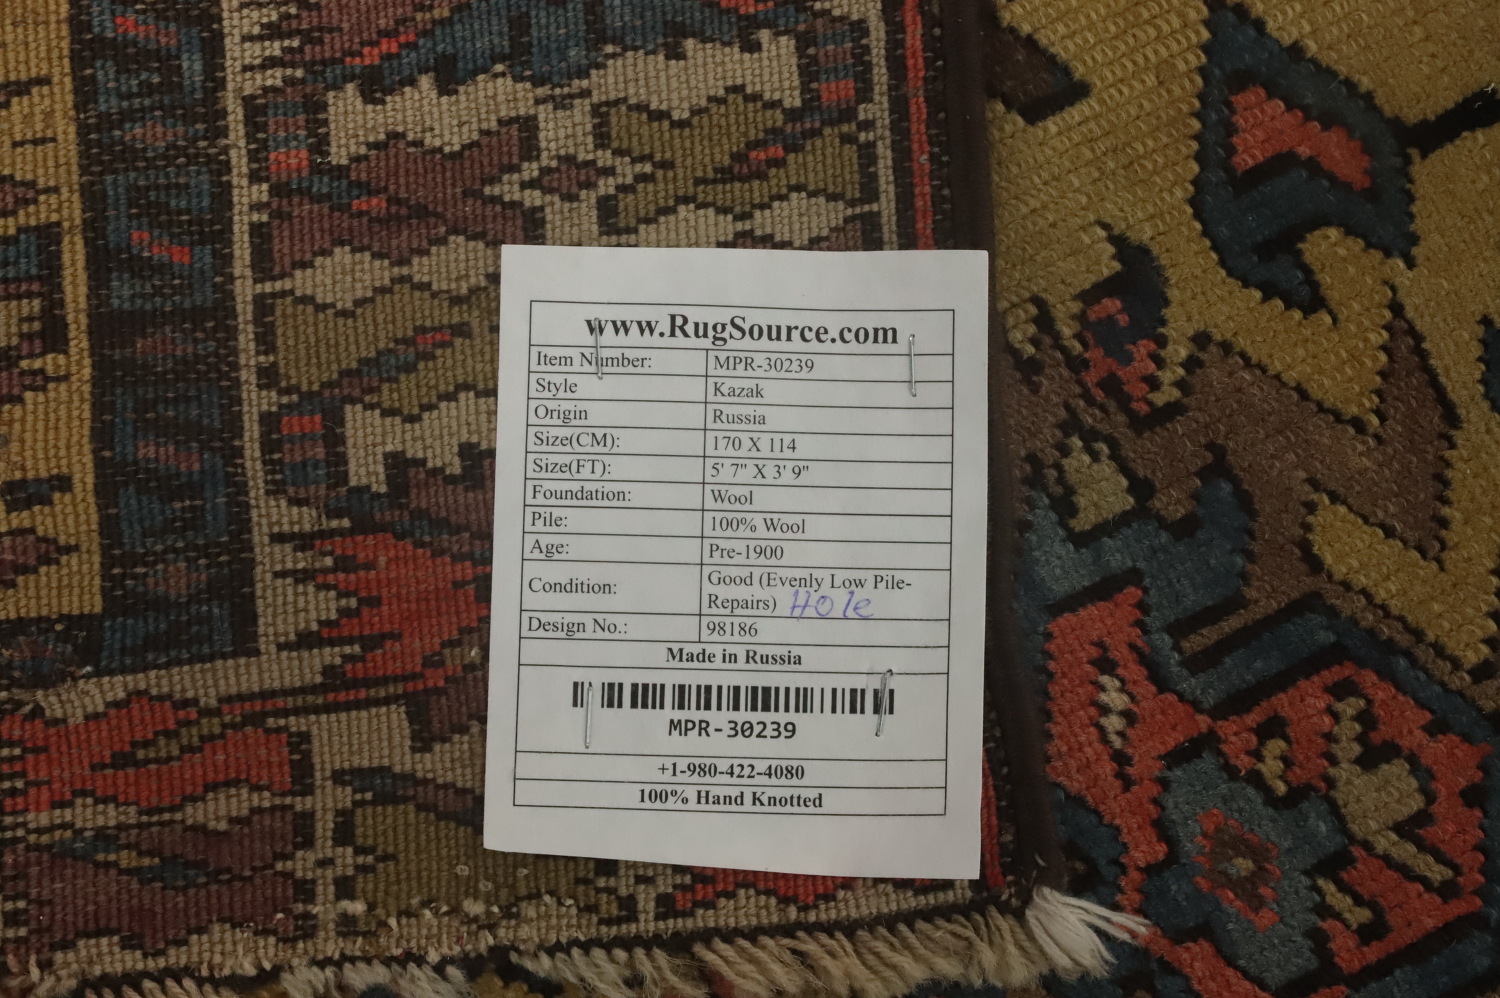 www.RugSource.com
Item Number: MPR-30239
Style Kazak
Origin Russia
Size(CM): 170 X 114
Size(FT): 5' 7" X 3' 9"
Foundation: Wool
Pile: 100% Wool
Age: Pre-1900
Condition: Good (Evenly Low Pile-
Repairs) Hole
Design No.: 98186
Made in Russia
MPR-30239
+1-980-422-4080
100% Hand Knotted